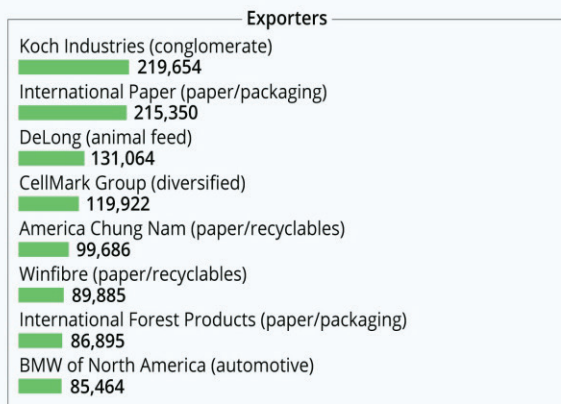 Exporters
Koch Industries (conglomerate)
219,654
International Paper (paper/packaging)
215,350
DeLong (animal feed)
131,064
CellMark Group (diversified)
119,922
America Chung Nam (paper/recyclables)
99,686
Winfibre (paper/recyclables)
89,885
International Forest Products (paper/packaging)
86,895
BMW of North America (automotive)
85,464